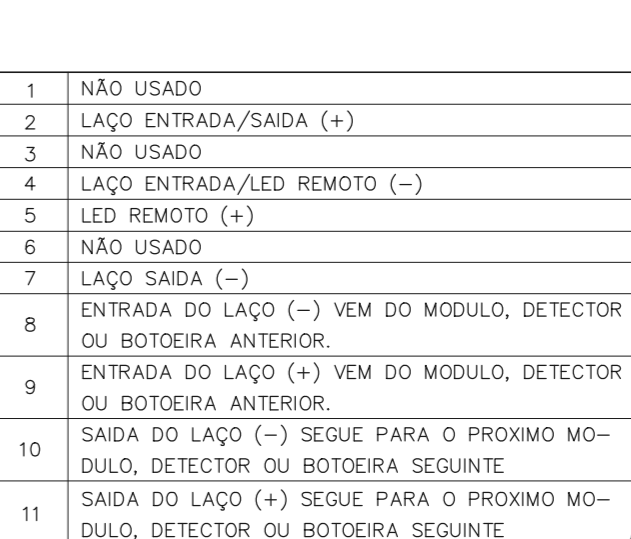 1 NÃO USADO
2 LAÇO ENTRADA/SAIDA (+)
3 NÃO USADO
4 LAÇO ENTRADA/LED REMOTO (–)
5 LED REMOTO (+)
6 NÃO USADO
7 LAÇO SAIDA (–)
8 ENTRADA DO LAÇO (–) VEM DO MODULO, DETECTOR
OU BOTOEIRA ANTERIOR.
9 ENTRADA DO LAÇO (+) VEM DO MODULO, DETECTOR
OU BOTOEIRA ANTERIOR.
10 SAIDA DO LAÇO (–) SEGUE PARA O PROXIMO MO–
DULO, DETECTOR OU BOTOEIRA SEGUINTE
11 SAIDA DO LAÇO (+) SEGUE PARA O PROXIMO MO–
DULO, DETECTOR OU BOTOEIRA SEGUINTE